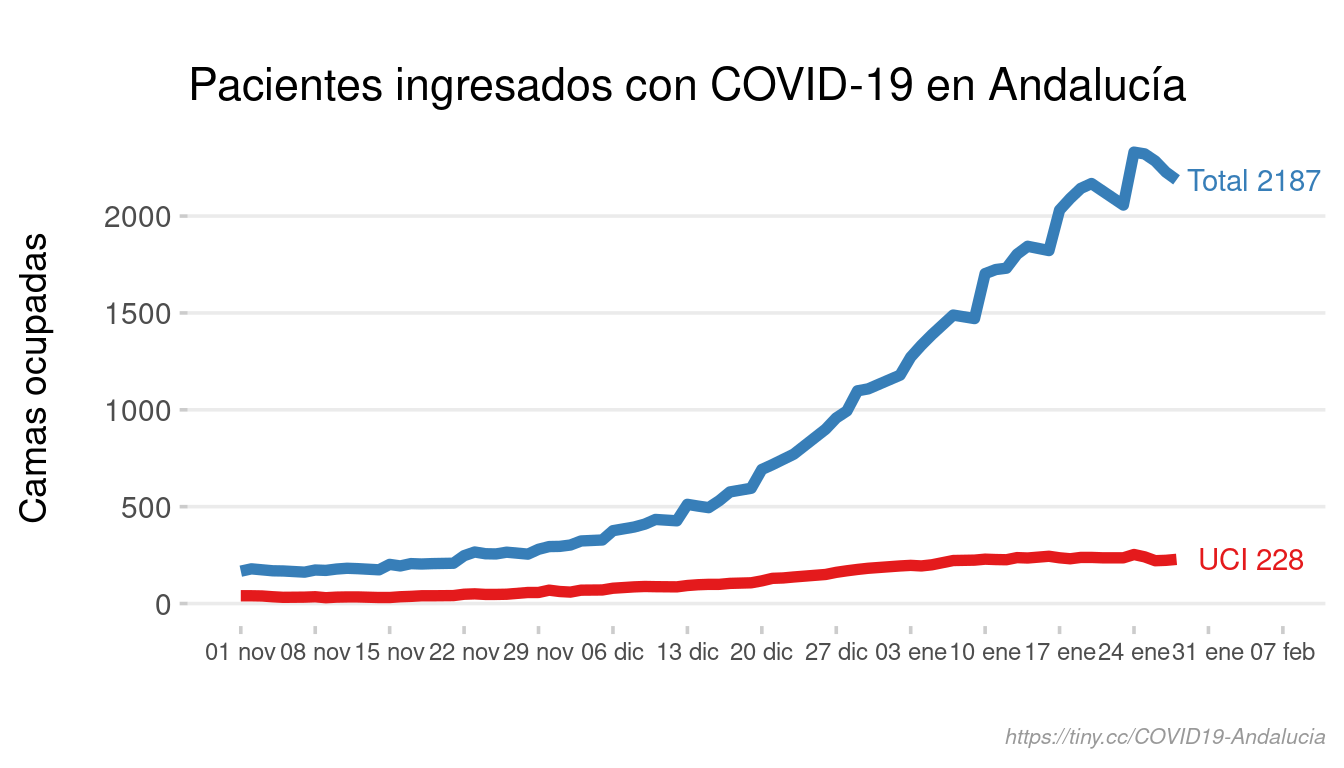 Pacientes ingresados con COVID-19 en Andalucía
Camas ocupadas
2000
1500
1000
500
0
Total 2187
UCI 228
01 nov 08 nov 15 nov 22 nov 29 nov 06 dic 13 dic 20 dic 27 dic 03 ene 10 ene 17 ene 24 ene 31 ene 07 feb
https://tiny.cc/COVID19-Andalucia